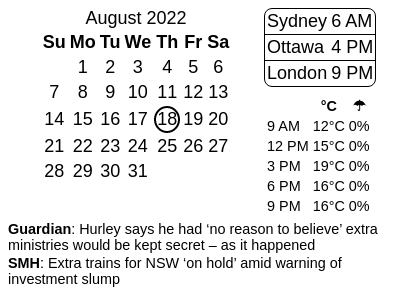 August 2022
Su Mo Tu We Th Fr Sa
1 2 3 4 5 6
7 8 9 10 11 12 13
14 15 16 17 18 19 20
21 22 23 24 25 26 27
28 29 30 31
Sydney 6 AM
Ottawa 4 PM
London 9 PM
°C ☂
9 AM 12°C 0%
12 PM 15°C 0%
3 PM 19°C 0%
6 PM 16°C 0%
9 PM 16°C 0%
Guardian: Hurley says he had ‘no reason to believe’ extra
ministries would be kept secret – as it happened
SMH: Extra trains for NSW ‘on hold’ amid warning of
investment slump